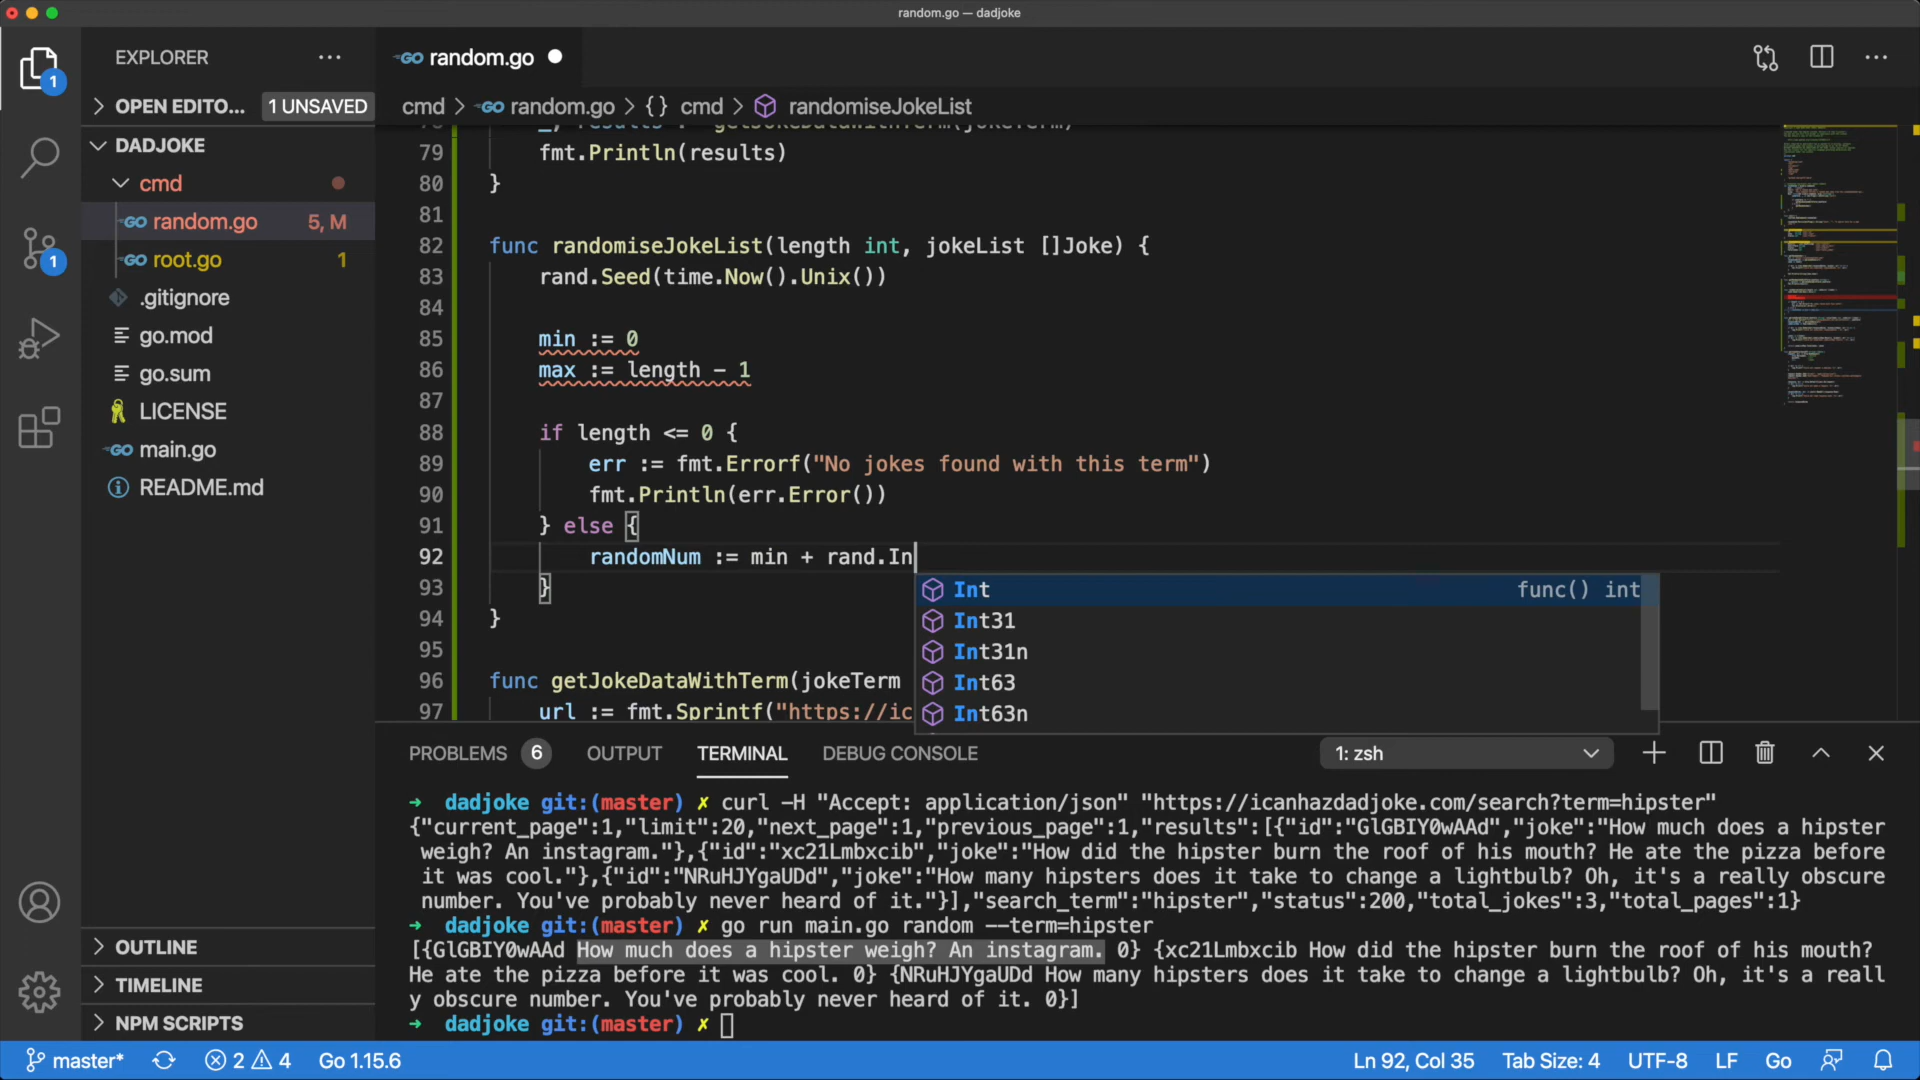 random.go — dadjoke
EXPLORER
random.go
OPEN EDITO...
1 UNSAVED
cmd > random.go > {} cmd > randomiseJokeList
DADJOKE
cmd
random.go 5, M
root.go 1
.gitignore
go.mod
go.sum
LICENSE
main.go
README.md
OUTLINE
TIMELINE
NPM SCRIPTS
_, results := getJokeDataWithTerm(jokeTerm)
79 fmt.Println(results)
80 }
81
82 func randomiseJokeList(length int, jokeList []Joke) {
83 rand.Seed(time.Now().Unix())
84
85 min := 0
86 max := length - 1
87
88 if length <= 0 {
89 err := fmt.Errorf("No jokes found with this term")
90 fmt.Println(err.Error())
91 } else {
92 randomNum := min + rand.In
93 }
94 }
95
96 func getJokeDataWithTerm(jokeTerm
97 url := fmt.Sprintf("https://ic
Int func() int
Int31
Int31n
Int63
Int63n
PROBLEMS 6 OUTPUT TERMINAL DEBUG CONSOLE 1: zsh
➜ dadjoke git:(master) ✗ curl -H "Accept: application/json" "https://icanhazdadjoke.com/search?term=hipster"
{"current_page":1,"limit":20,"next_page":1,"previous_page":1,"results":[{"id":"GlGBIY0wAAd","joke":"How much does a hipster
weigh? An instagram."},{"id":"xc21Lmbxcib","joke":"How did the hipster burn the roof of his mouth? He ate the pizza before
it was cool."},{"id":"NRuHJYgaUDd","joke":"How many hipsters does it take to change a lightbulb? Oh, it's a really obscure
number. You've probably never heard of it."}],"search_term":"hipster","status":200,"total_jokes":3,"total_pages":1}
➜ dadjoke git:(master) ✗ go run main.go random --term=hipster
[{GlGBIY0wAAd How much does a hipster weigh? An instagram. 0} {xc21Lmbxcib How did the hipster burn the roof of his mouth?
He ate the pizza before it was cool. 0} {NRuHJYgaUDd How many hipsters does it take to change a lightbulb? Oh, it's a reall
y obscure number. You've probably never heard of it. 0}]
➜ dadjoke git:(master) ✗
master* 2 4 Go 1.15.6 Ln 92, Col 35 Tab Size: 4 UTF-8 LF Go